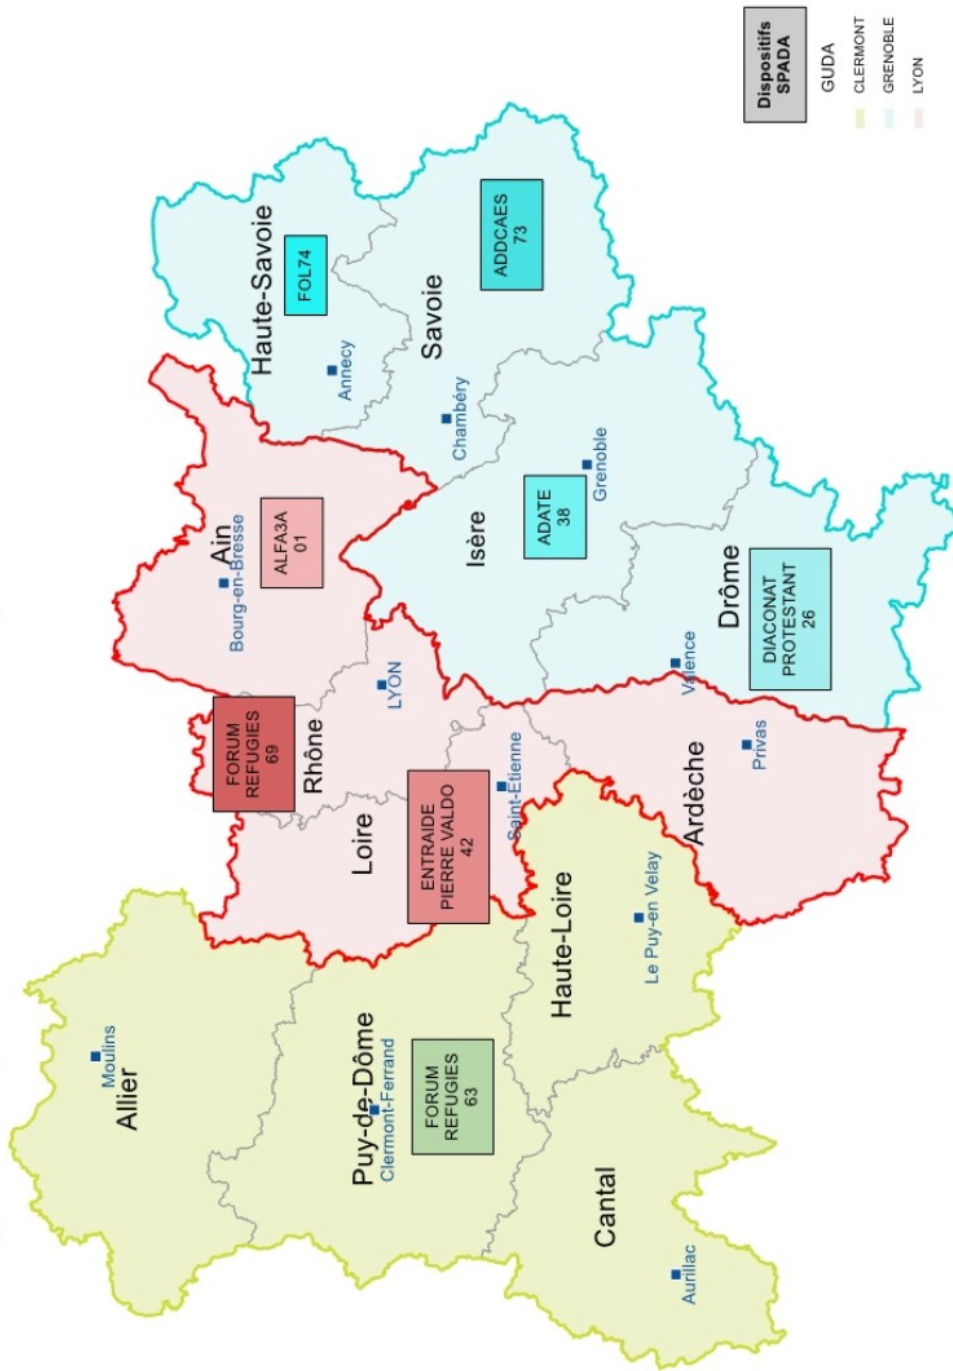 Allier
Moulins
Puy-de-Dôme
Clermont-Ferrand
FORUM
REFUGIES
63
Cantal
Aurillac
Haute-Loire
Le Puy-en Velay
Loire
ENTRAIDE
PIERRE VALDO
42
Saint-Etienne
FORUM
REFUGIES
69
Rhône
LYON
Ardèche
Privas
Ain
Bourg-en-Bresse
ALFA3A
01
Isère
ADATE
38
Grenoble
Drôme
Valence
DIACONAT
PROTESTANT
26
Haute-Savoie
FOL74
Annecy
Savoie
Chambéry
ADDCAES
73
Dispositifs
SPADA
GUDA
CLERMONT
GRENOBLE
LYON